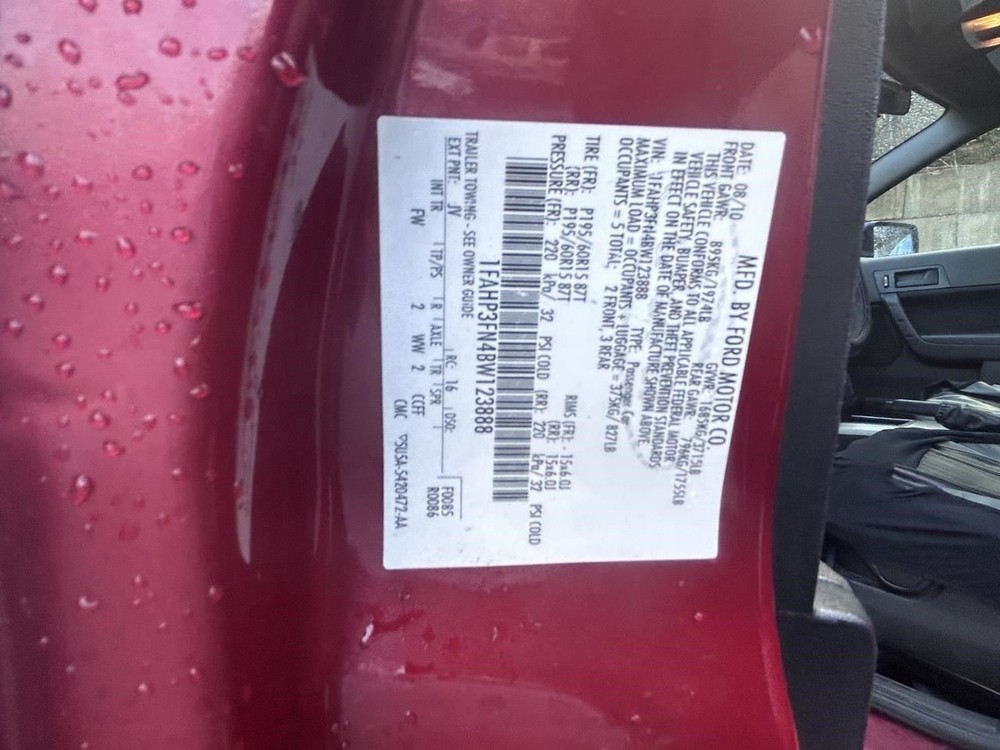 MFD. BY FORD MOTOR CO.
DATE: 08/10 GVWR: 1685KG/3715LB
FRONT GAWR: 895KG/1974LB REAR GAWR: 796KG/1755LB
THIS VEHICLE CONFORMS TO ALL APPLICABLE FEDERAL MOTOR
VEHICLE SAFETY, BUMPER, AND THEFT PREVENTION STANDARDS
IN EFFECT ON THE DATE OF MANUFACTURE SHOWN ABOVE.
VIN: 1FAHP3FN4BW123888 TYPE: Passenger Car
MAXIMUM LOAD = OCCUPANTS + LUGGAGE = 375KG/ 827LB
OCCUPANTS = 5 TOTAL: 2 FRONT, 3 REAR
TIRE (FR): P195/60R15 87T RIMS (FR): - 15x6.0J
(RR): P195/60R15 87T (RR): 15x6.0J
PRESSURE (FR): 220 kPa/ 32 PSI COLD (RR): 220 kPa/ 32 PSI COLD
1FAHP3FN4BW123888
TRAILER TOWING - SEE OWNER GUIDE
F0085
EXT PNT: JV RC: 16 DSO: R0086
INT TR TP/PS R AXLE TR SPR
FW 2 WW 2 CCFF
CMC ▽5U5A-5420472-AA